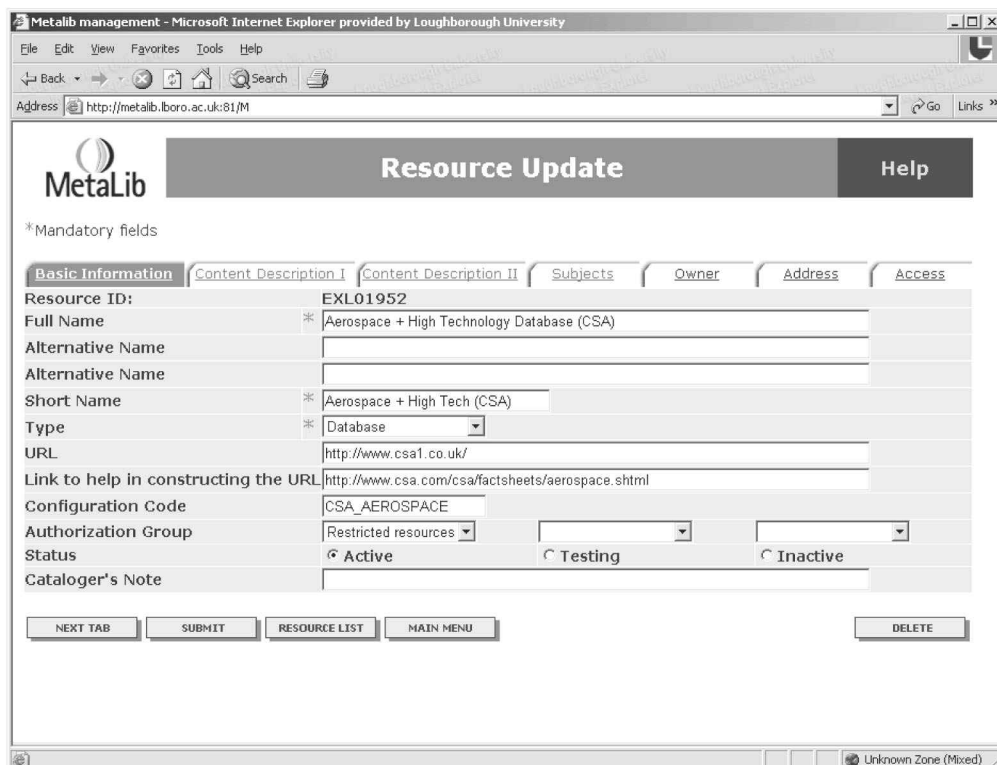 Metalib management - Microsoft Internet Explorer provided by Loughborough University
File Edit View Favorites Tools Help
Back Search
Address http://metalib.lboro.ac.uk:81/M Go Links »
MetaLib Resource Update Help
*Mandatory fields
Basic Information Content Description I Content Description II Subjects Owner Address Access
Resource ID: EXL01952
Full Name * Aerospace + High Technology Database (CSA)
Alternative Name
Alternative Name
Short Name * Aerospace + High Tech (CSA)
Type * Database
URL http://www.csa1.co.uk/
Link to help in constructing the URL http://www.csa.com/csa/factsheets/aerospace.shtml
Configuration Code CSA_AEROSPACE
Authorization Group Restricted resources
Status Active Testing Inactive
Cataloger's Note
NEXT TAB SUBMIT RESOURCE LIST MAIN MENU DELETE
Unknown Zone (Mixed)